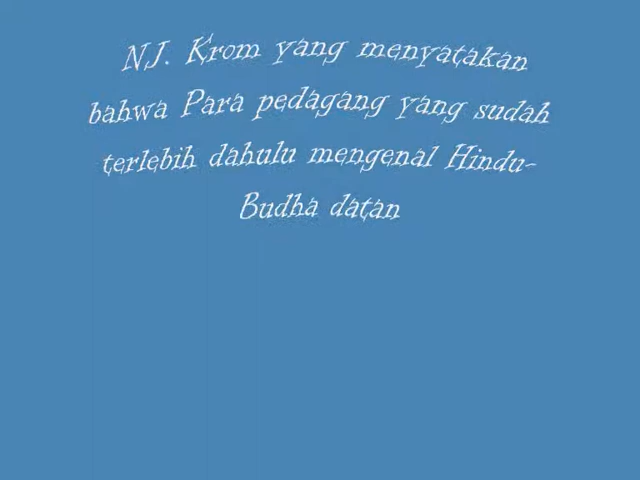 N.J. Krom yang menyatakan
bahwa Para pedagang yang sudah
terlebih dahulu mengenal Hindu-
Budha datan